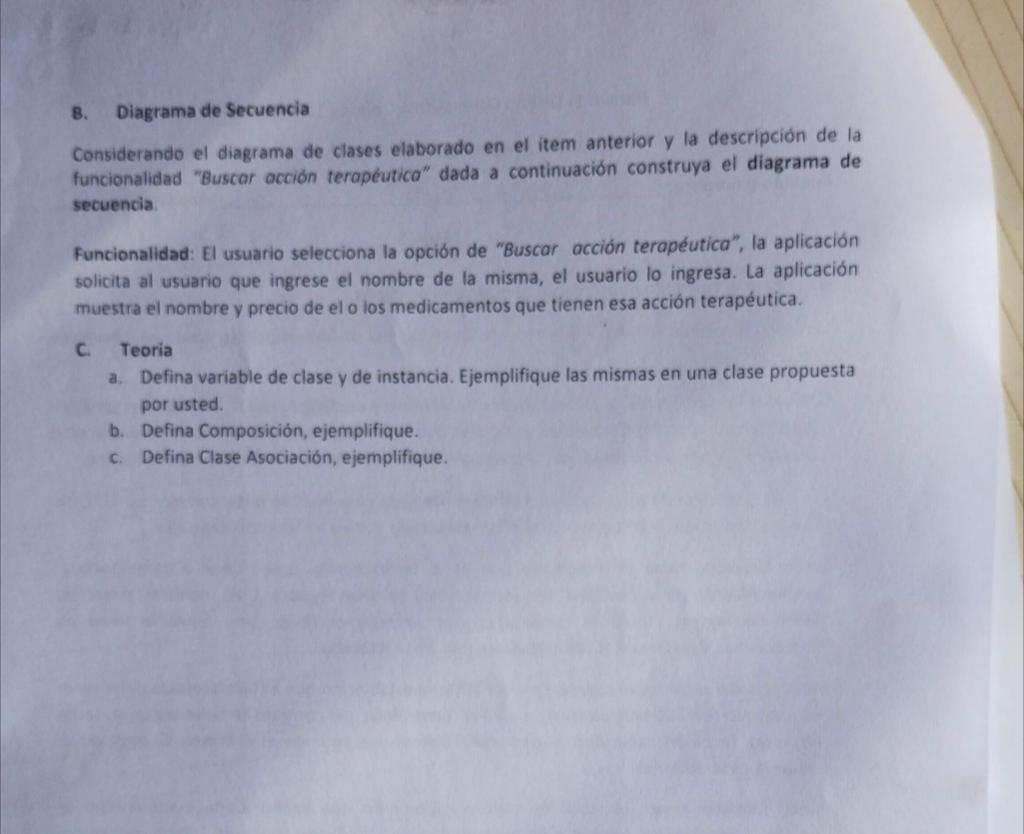 B. Diagrama de Secuencia
Considerando el diagrama de clases elaborado en el ítem anterior y la descripción de la
funcionalidad "Buscar acción terapéutica" dada a continuación construya el diagrama de
secuencia.
Funcionalidad: El usuario selecciona la opción de "Buscar acción terapéutica", la aplicación
solicita al usuario que ingrese el nombre de la misma, el usuario lo ingresa. La aplicación
muestra el nombre y precio de el o los medicamentos que tienen esa acción terapéutica.
C. Teoría
a. Defina variable de clase y de instancia. Ejemplifique las mismas en una clase propuesta
por usted.
b. Defina Composición, ejemplifique.
c. Defina Clase Asociación, ejemplifique.